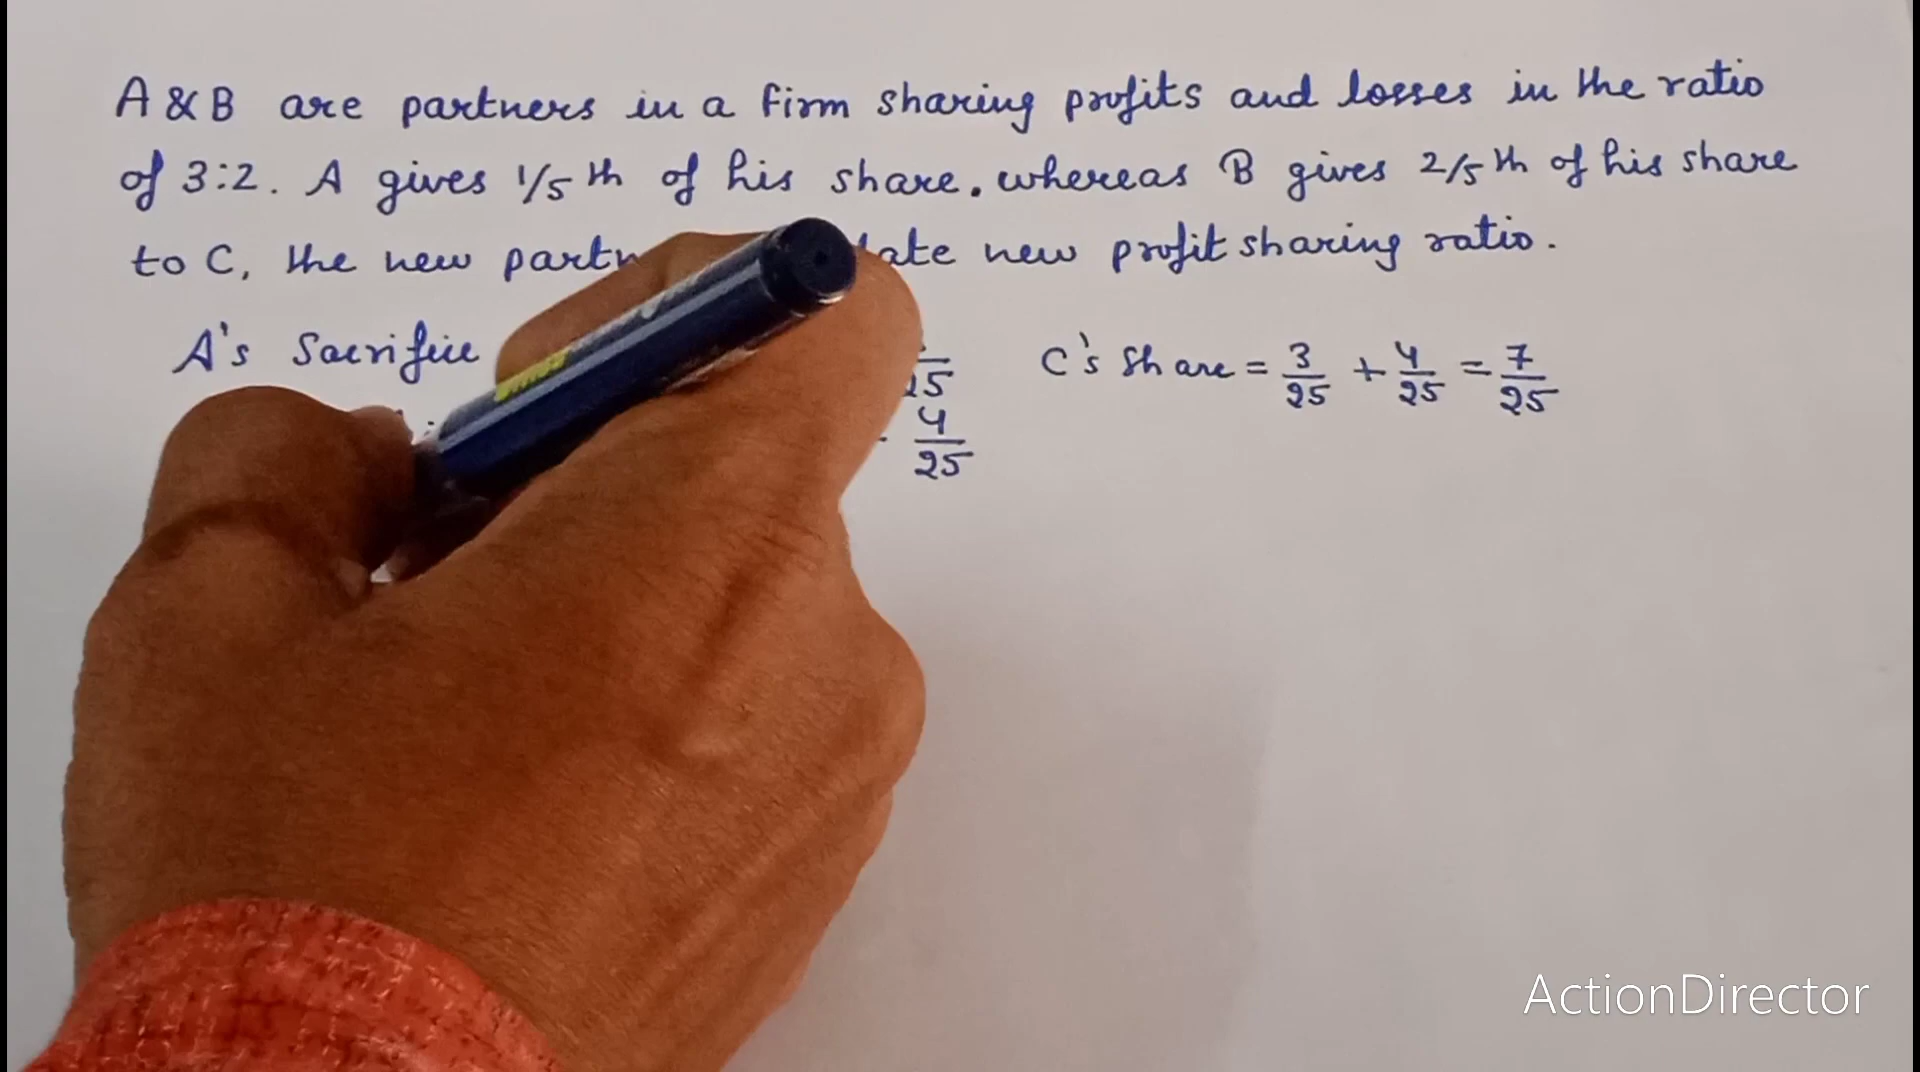 A & B are partners in a firm sharing profits and losses in the ratio
of 3:2. A gives 1/5 th of his share. whereas B gives 2/5 th of his share
to C, the new new profit sharing ratio.
A's Sacrifice C's Share = 3/25 + 4/25 = 7/25
4/25
ActionDirector